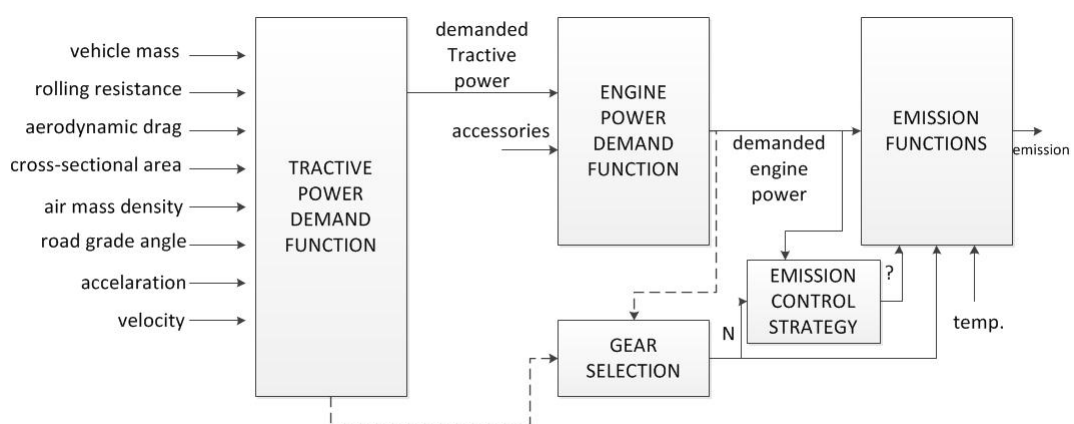 vehicle mass
rolling resistance
aerodynamic drag
cross-sectional area
air mass density
road grade angle
accelaration
velocity
TRACTIVE
POWER
DEMAND
FUNCTION
demanded
Tractive
power
accessories
ENGINE
POWER
DEMAND
FUNCTION
demanded
engine
power
EMISSION
FUNCTIONS
emission
GEAR
SELECTION
N
EMISSION
CONTROL
STRATEGY
?
temp.